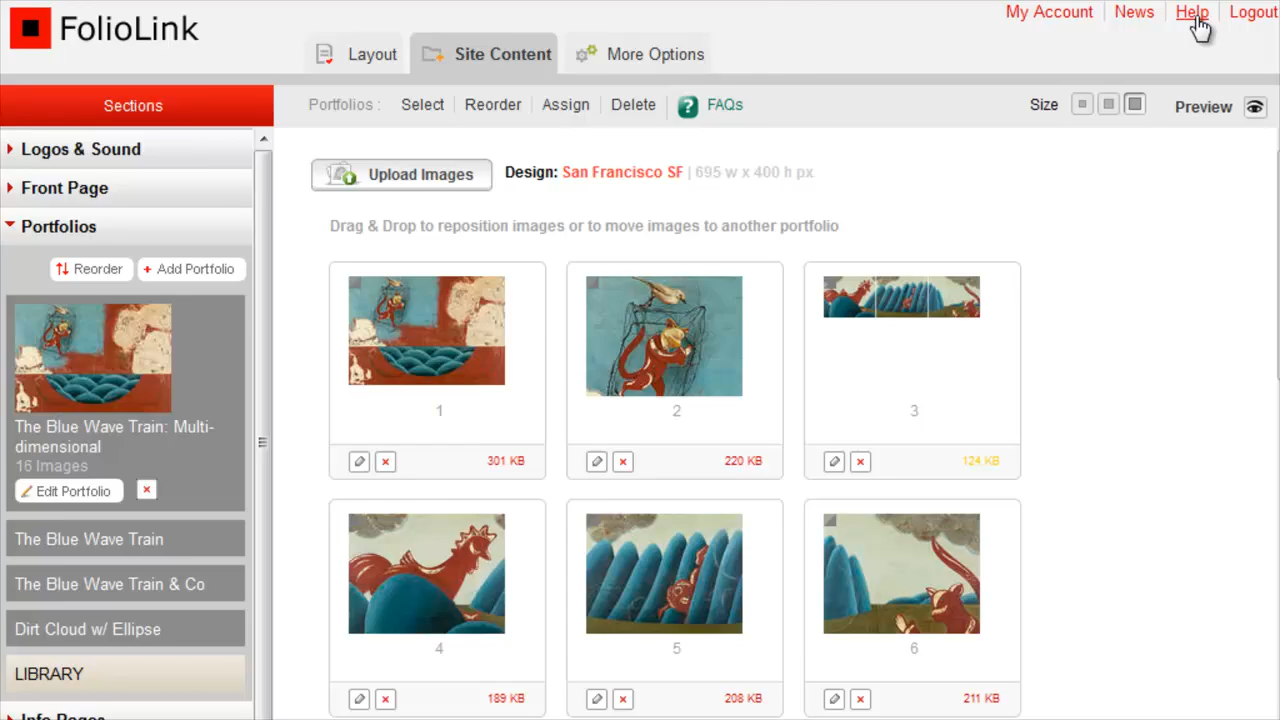 My Account News Help Logout
FolioLink
Layout Site Content More Options
Sections
Portfolios : Select Reorder Assign Delete ? FAQs Size Preview
Logos & Sound
Front Page
Portfolios
Reorder + Add Portfolio
The Blue Wave Train: Multi-
dimensional
16 Images
Edit Portfolio
The Blue Wave Train
The Blue Wave Train & Co
Dirt Cloud w/ Ellipse
LIBRARY
Info Pages
Upload Images Design: San Francisco SF | 695 w x 400 h px
Drag & Drop to reposition images or to move images to another portfolio
1 2 3
301 KB 220 KB 124 KB
4 5 6
189 KB 208 KB 211 KB